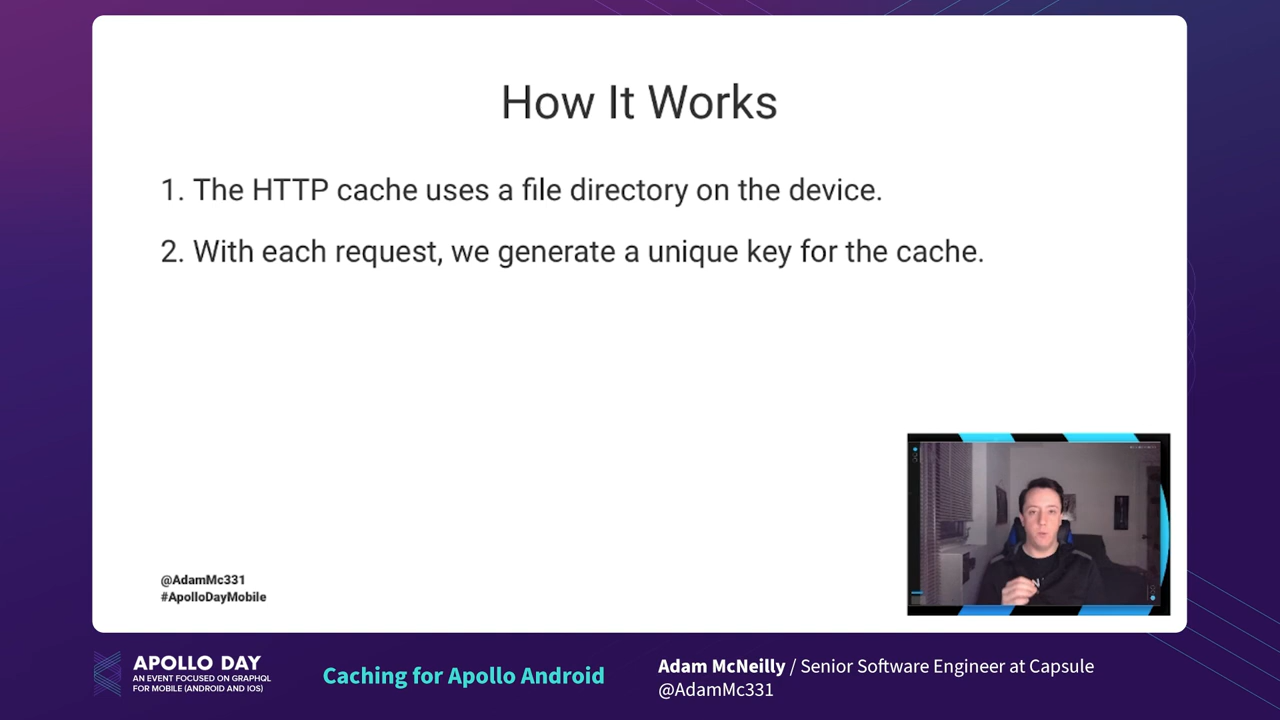 How It Works
1. The HTTP cache uses a file directory on the device.
2. With each request, we generate a unique key for the cache.
@AdamMc331
#ApolloDayMobile
APOLLO DAY
AN EVENT FOCUSED ON GRAPHQL
FOR MOBILE (ANDROID AND IOS)
Caching for Apollo Android
Adam McNeilly / Senior Software Engineer at Capsule
@AdamMc331